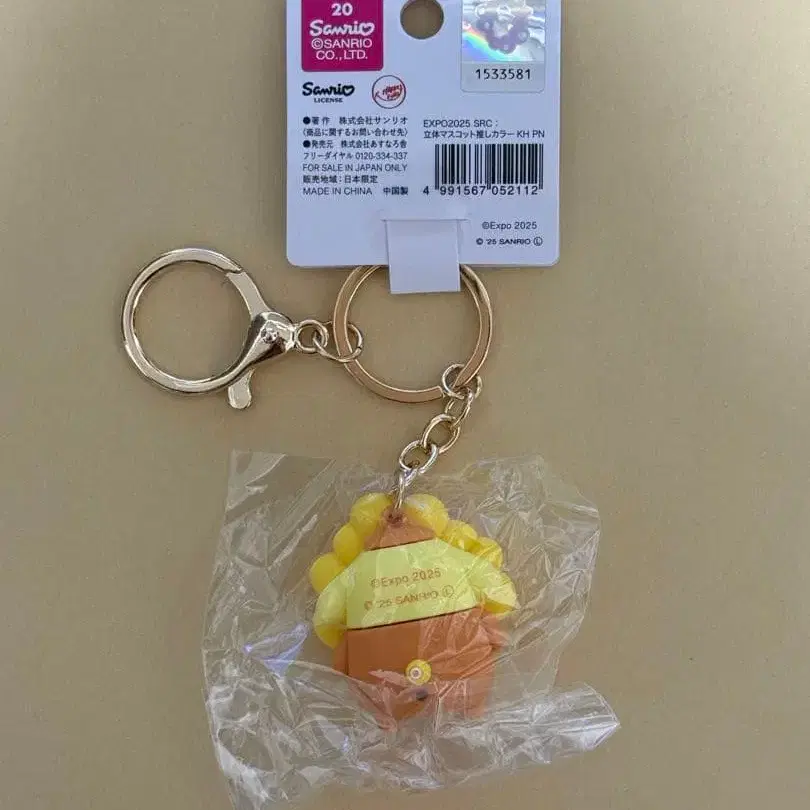 20
Sanrio
©SANRIO
CO., LTD.
1533581
Sanrio
LICENSE
●著作 株式会社サンリオ
(商品に関するお問い合わせ先)
●発売元 株式会社あすなろ舎
フリーダイヤル 0120-334-337
FOR SALE IN JAPAN ONLY
販売地域:日本限定
MADE IN CHINA 中国製
EXPO2025 SRC:
立体マスコット推しカラー KH PN
4 991567 052112
©Expo 2025
© '25 SANRIO Ⓛ
©Expo 2025
© '25 SANRIO Ⓛ